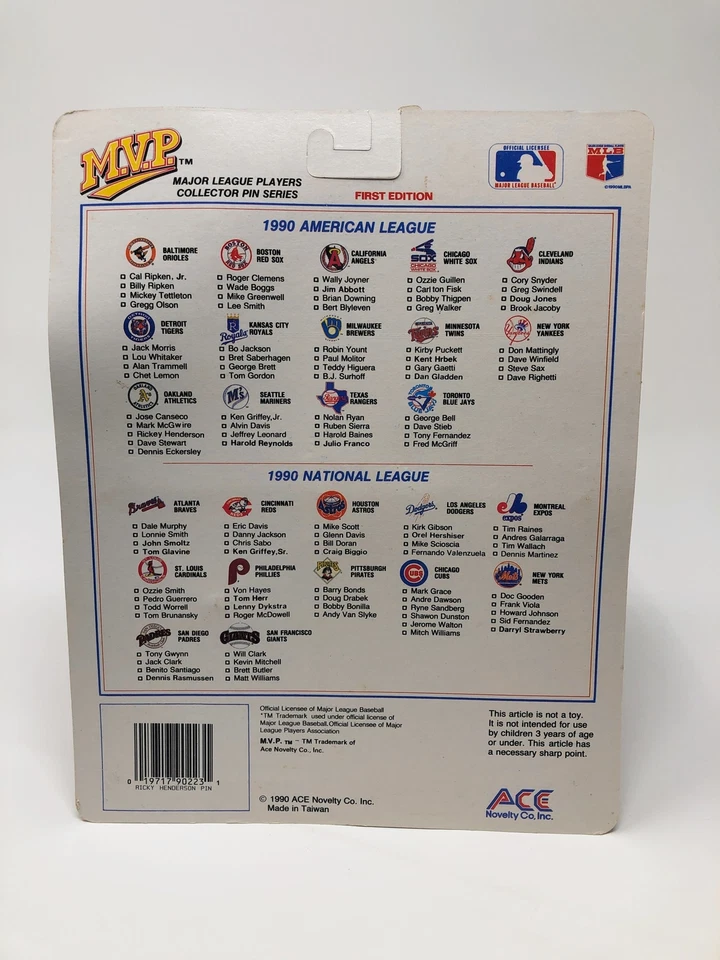 M.V.P.™
MAJOR LEAGUE PLAYERS
COLLECTOR PIN SERIES
FIRST EDITION
OFFICIAL LICENSEE
MAJOR LEAGUE BASEBALL
MLB
1990 AMERICAN LEAGUE
BALTIMORE
ORIOLES
Cal Ripken, Jr.
Billy Ripken
Mickey Tettleton
Gregg Olson
BOSTON
RED SOX
Roger Clemens
Wade Boggs
Mike Greenwell
Lee Smith
CALIFORNIA
ANGELS
Wally Joyner
Jim Abbott
Brian Downing
Bert Blyleven
SOX
CHICAGO
WHITE SOX
Ozzie Guillen
Carlton Fisk
Bobby Thigpen
Greg Walker
CLEVELAND
INDIANS
Cory Snyder
Greg Swindell
Doug Jones
Brook Jacoby
DETROIT
TIGERS
Jack Morris
Lou Whitaker
Alan Trammell
Chet Lemon
Royals
KANSAS CITY
ROYALS
Bo Jackson
Bret Saberhagen
George Brett
Tom Gordon
MILWAUKEE
BREWERS
Robin Yount
Paul Molitor
Teddy Higuera
B.J. Surhoff
MINNESOTA
TWINS
Kirby Puckett
Kent Hrbek
Gary Gaetti
Dan Gladden
NEW YORK
YANKEES
Don Mattingly
Dave Winfield
Steve Sax
Dave Righetti
OAKLAND
ATHLETICS
Jose Canseco
Mark McGwire
Rickey Henderson
Dave Stewart
Dennis Eckersley
M's
SEATTLE
MARINERS
Ken Griffey,Jr.
Alvin Davis
Jeffrey Leonard
Harold Reynolds
TEXAS
RANGERS
Nolan Ryan
Ruben Sierra
Harold Baines
Julio Franco
TORONTO
BLUE JAYS
George Bell
Dave Stieb
Tony Fernandez
Fred McGriff
1990 NATIONAL LEAGUE
Braves
ATLANTA
BRAVES
Dale Murphy
Lonnie Smith
John Smoltz
Tom Glavine
CINCINNATI
REDS
Eric Davis
Danny Jackson
Chris Sabo
Ken Griffey,Sr.
Astros
HOUSTON
ASTROS
Mike Scott
Glenn Davis
Bill Doran
Craig Biggio
Dodgers
LOS ANGELES
DODGERS
Kirk Gibson
Orel Hershiser
Mike Scioscia
Fernando Valenzuela
expos
MONTREAL
EXPOS
Tim Raines
Andres Galarraga
Tim Wallach
Dennis Martinez
ST. LOUIS
CARDINALS
Ozzie Smith
Pedro Guerrero
Todd Worrell
Tom Brunansky
P
PHILADELPHIA
PHILLIES
Von Hayes
Tom Herr
Lenny Dykstra
Roger McDowell
PITTSBURGH
PIRATES
Barry Bonds
Doug Drabek
Bobby Bonilla
Andy Van Slyke
CUBS
CHICAGO
CUBS
Mark Grace
Andre Dawson
Ryne Sandberg
Shawon Dunston
Jerome Walton
Mitch Williams
Mets
NEW YORK
METS
Doc Gooden
Frank Viola
Howard Johnson
Sid Fernandez
Darryl Strawberry
PADRES
SAN DIEGO
PADRES
Tony Gwynn
Jack Clark
Benito Santiago
Dennis Rasmussen
GIANTS
SAN FRANCISCO
GIANTS
Will Clark
Kevin Mitchell
Brett Butler
Matt Williams
0 19717 90223 1
RICKY HENDERSON PIN
Official Licensee of Major League Baseball
"TM Trademark used under official license of
Major League Baseball.Official Licensee of Major
League Players Association
M.V.P. TM - TM Trademark of
Ace Novelty Co., Inc.
© 1990 ACE Novelty Co. Inc.
Made in Taiwan
This article is not a toy.
It is not intended for use
by children 3 years of age
or under. This article has
a necessary sharp point.
ACE
Novelty Co, Inc.